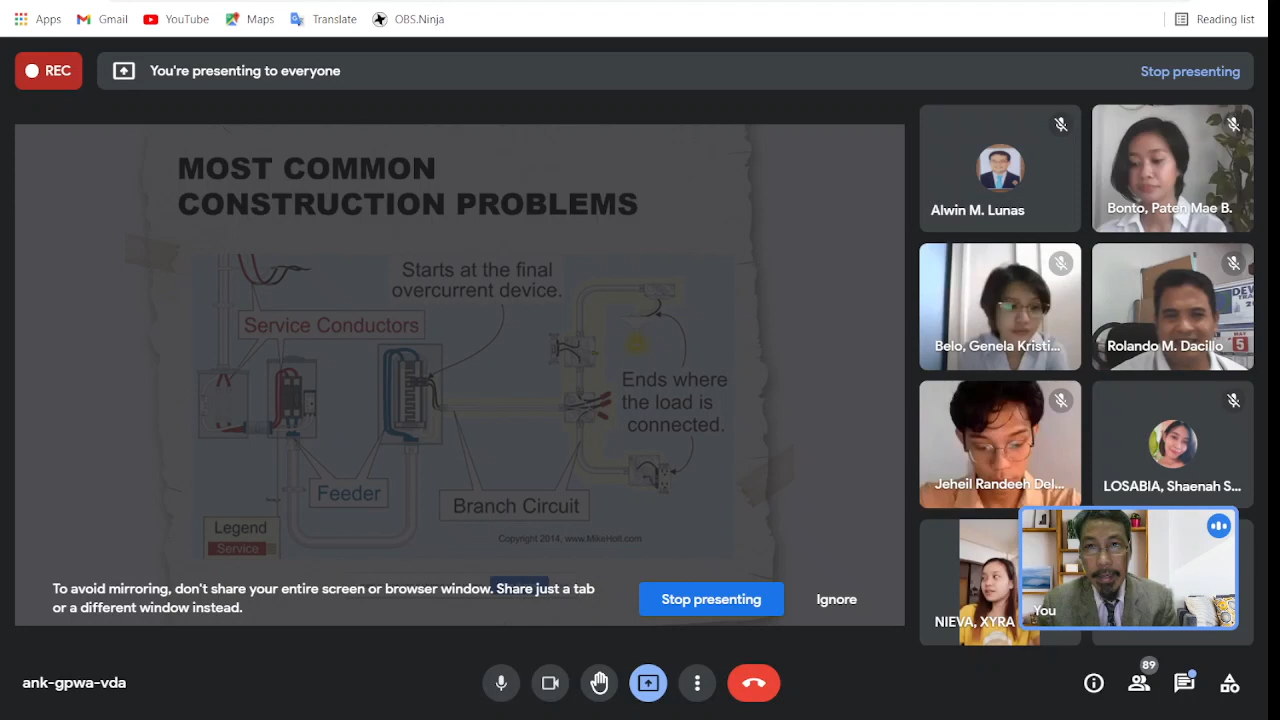 Apps Gmail YouTube Maps Translate OBS.Ninja Reading list
REC You're presenting to everyone Stop presenting
MOST COMMON
CONSTRUCTION PROBLEMS
Starts at the final
overcurrent device.
Service Conductors
Ends where
the load is
connected.
Feeder
Branch Circuit
Legend
Service
Copyright 2014, www.MikeHolt.com
To avoid mirroring, don't share your entire screen or browser window. Share just a tab
or a different window instead.
Stop presenting Ignore
Alwin M. Lunas
Bonto, Paten Mae B.
Belo, Genela Kristi...
Rolando M. Dacillo
Jeheil Randeeh Del...
LOSABIA, Shaenah S...
NIEVA, XYRA
You
ank-gpwa-vda
89